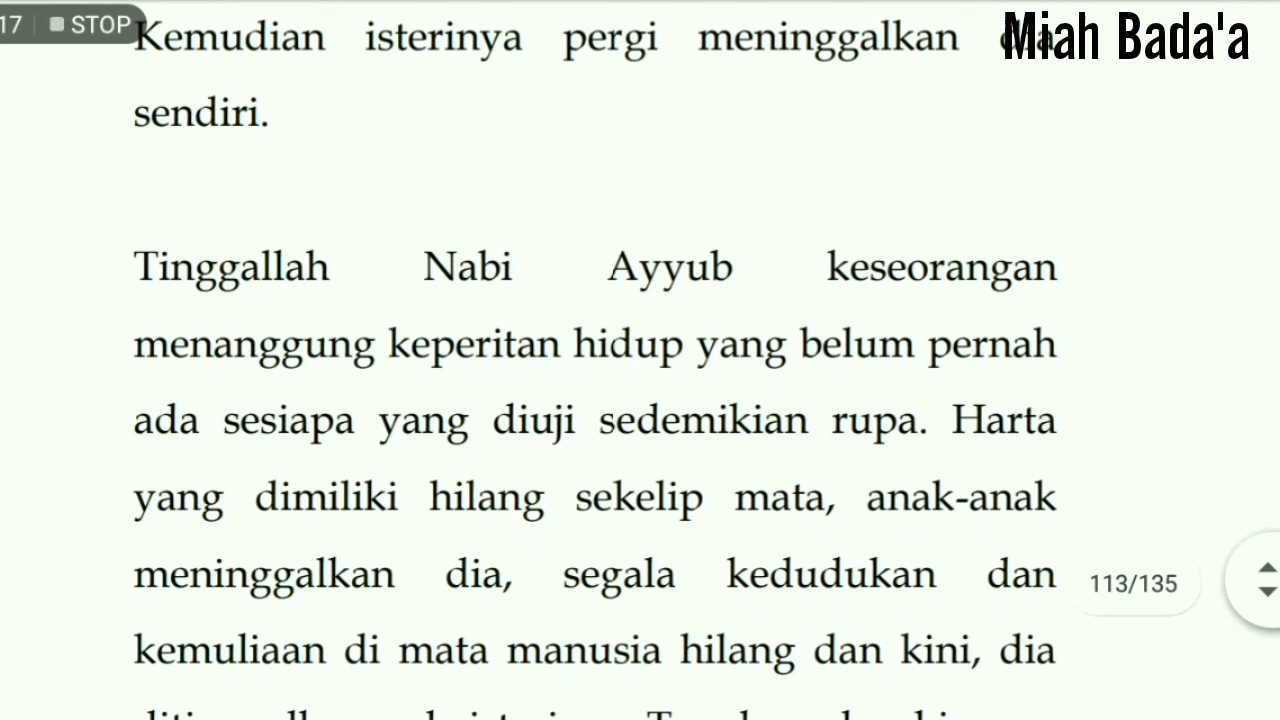 17 STOP
Miah Bada'a
Kemudian isterinya pergi meninggalkan dia
sendiri.
Tinggallah Nabi Ayyub keseorangan
menanggung keperitan hidup yang belum pernah
ada sesiapa yang diuji sedemikian rupa. Harta
yang dimiliki hilang sekelip mata, anak-anak
meninggalkan dia, segala kedudukan dan
113/135
kemuliaan di mata manusia hilang dan kini, dia